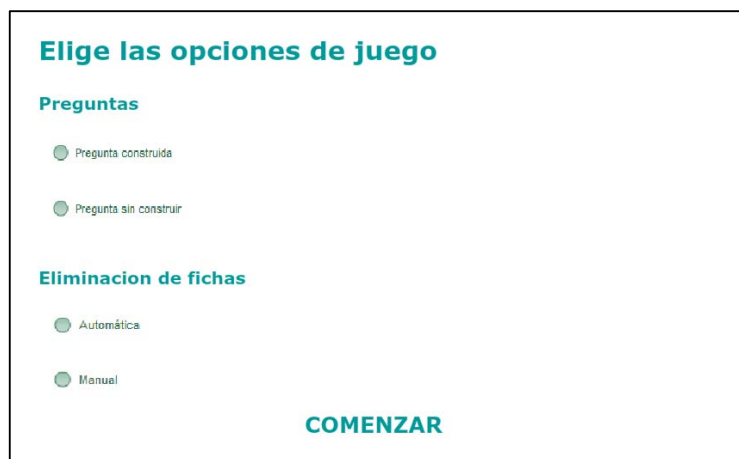 Elige las opciones de juego
Preguntas
Pregunta construida
Pregunta sin construir
Eliminacion de fichas
Automática
Manual
COMENZAR